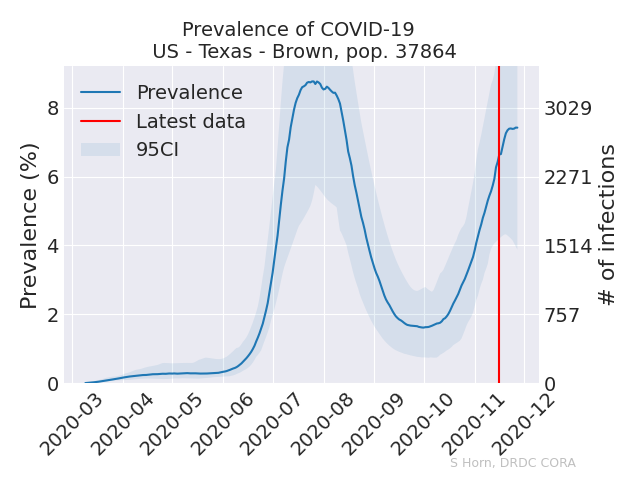 Prevalence of COVID-19
US - Texas - Brown, pop. 37864
Prevalence
Latest data
95CI
Prevalence (%)
8
6
4
2
0
3029
2271
1514
757
0
# of infections
2020-03
2020-04
2020-05
2020-06
2020-07
2020-08
2020-09
2020-10
2020-11
2020-12
S Horn, DRDC CORA